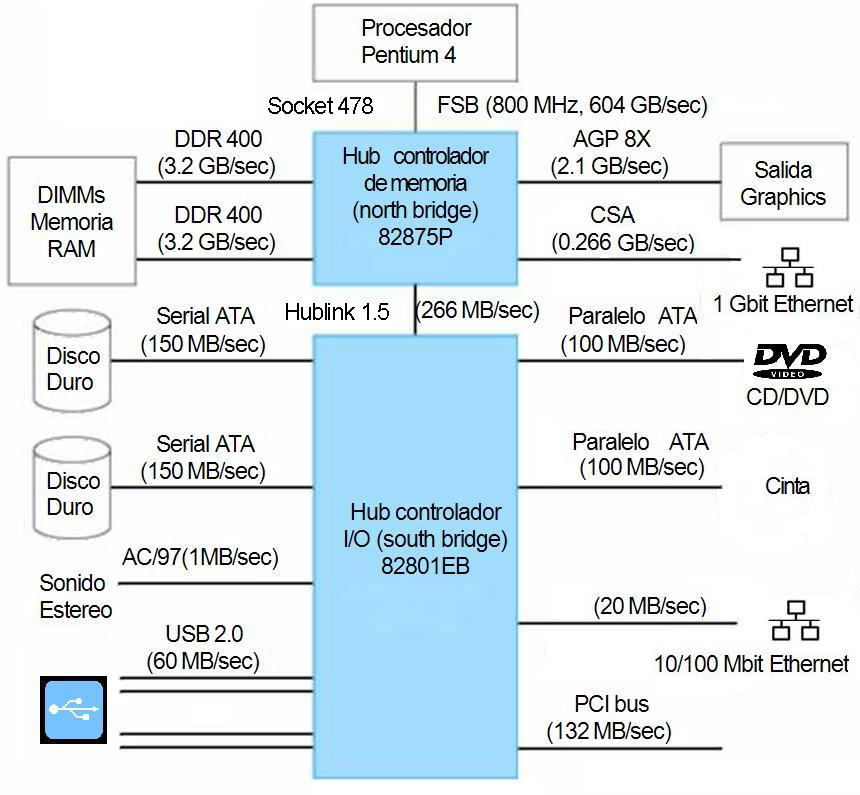 Procesador
Pentium 4
Socket 478
FSB (800 MHz, 604 GB/sec)
DDR 400
(3.2 GB/sec)
Hub controlador
de memoria
(north bridge)
82875P
AGP 8X
(2.1 GB/sec)
DIMMs
Memoria
RAM
Salida
Graphics
DDR 400
(3.2 GB/sec)
CSA
(0.266 GB/sec)
1 Gbit Ethernet
Hublink 1.5
(266 MB/sec)
Serial ATA
(150 MB/sec)
Paralelo ATA
(100 MB/sec)
Disco
Duro
DVD
VIDEO
CD/DVD
Serial ATA
(150 MB/sec)
Paralelo ATA
(100 MB/sec)
Disco
Duro
Cinta
Hub controlador
I/O (south bridge)
82801EB
AC/97(1MB/sec)
Sonido
Estereo
(20 MB/sec)
10/100 Mbit Ethernet
USB 2.0
(60 MB/sec)
PCI bus
(132 MB/sec)